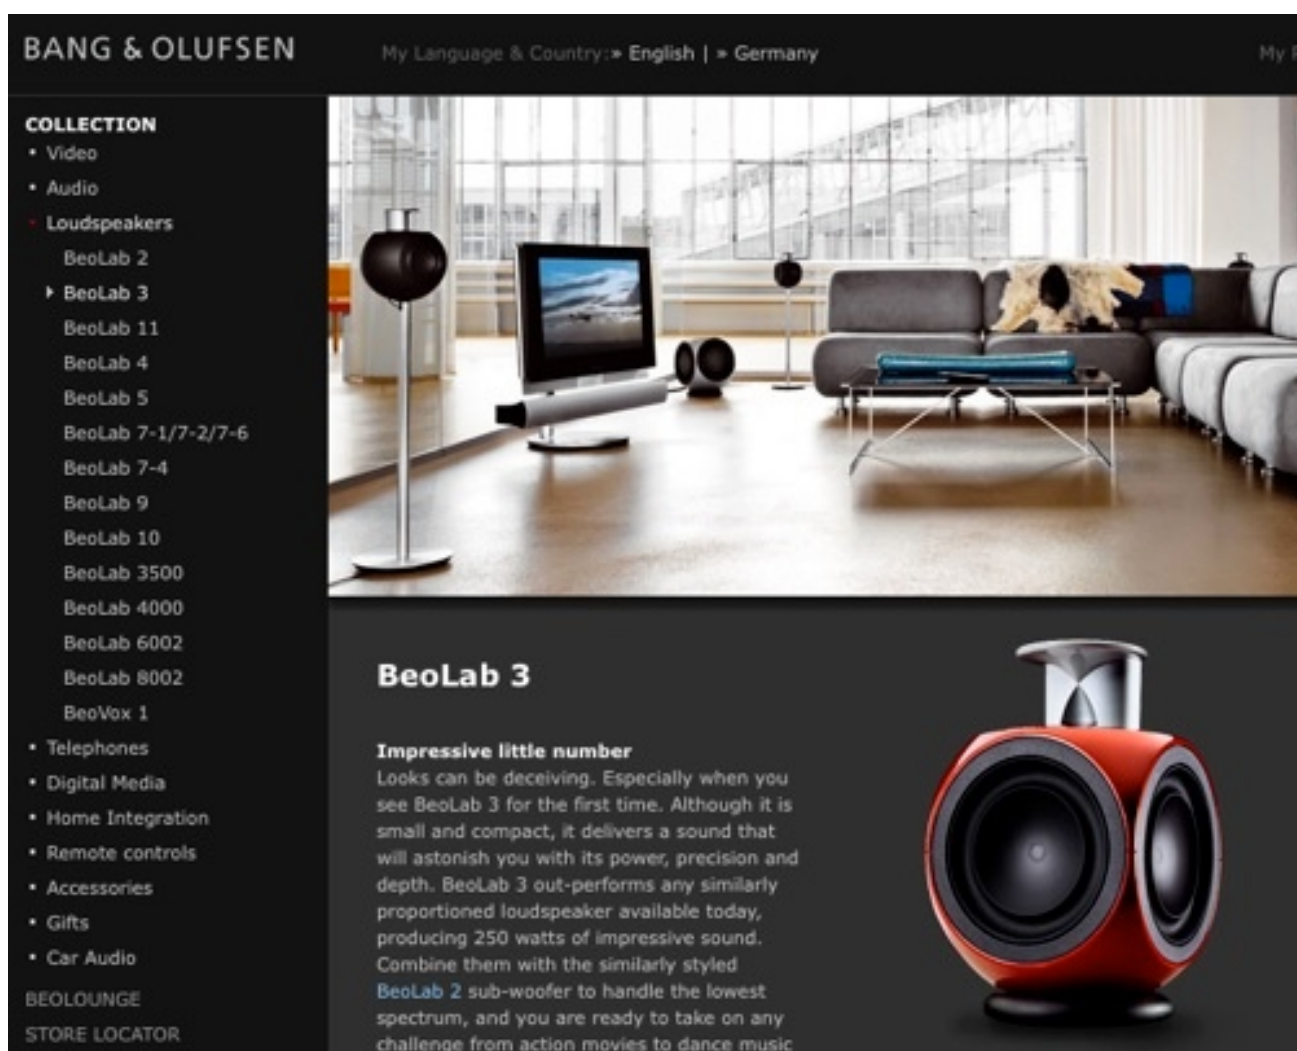 BANG & OLUFSEN
My Language & Country:» English | » Germany
My
COLLECTION
Video
Audio
Loudspeakers
BeoLab 2
BeoLab 3
BeoLab 11
BeoLab 4
BeoLab 5
BeoLab 7-1/7-2/7-6
BeoLab 7-4
BeoLab 9
BeoLab 10
BeoLab 3500
BeoLab 4000
BeoLab 6002
BeoLab 8002
BeoVox 1
Telephones
Digital Media
Home Integration
Remote controls
Accessories
Gifts
Car Audio
BEOLOUNGE
STORE LOCATOR
BeoLab 3
Impressive little number
Looks can be deceiving. Especially when you
see BeoLab 3 for the first time. Although it is
small and compact, it delivers a sound that
will astonish you with its power, precision and
depth. BeoLab 3 out-performs any similarly
proportioned loudspeaker available today,
producing 250 watts of impressive sound.
Combine them with the similarly styled
BeoLab 2 sub-woofer to handle the lowest
spectrum, and you are ready to take on any
challenge from action movies to dance music